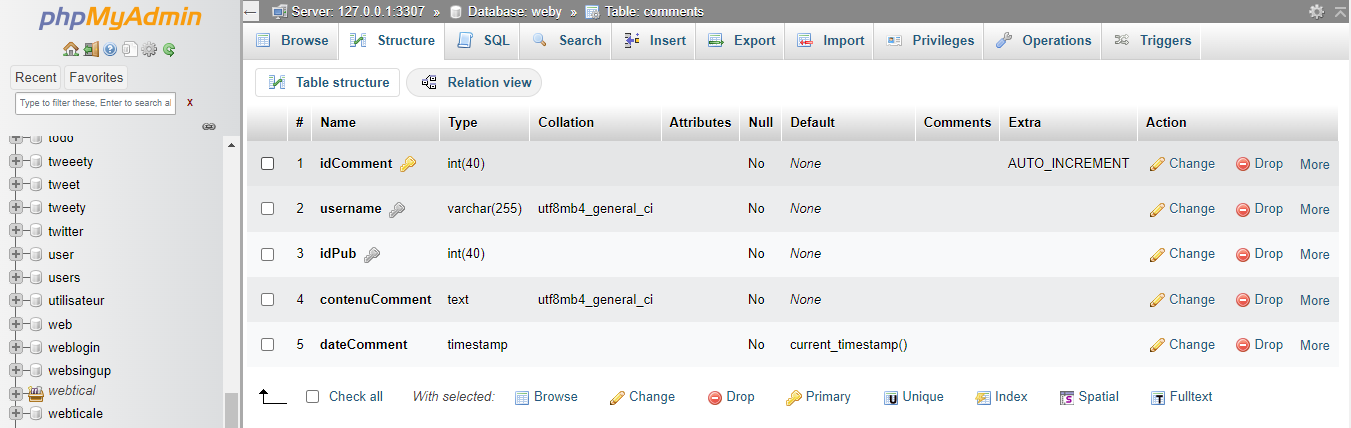 phpMyAdmin
Recent Favorites
Type to filter these, Enter to search al X
todo
tweeety
tweet
tweety
twitter
user
users
utilisateur
web
weblogin
websingup
webtical
webticale
Server: 127.0.0.1:3307 » Database: weby » Table: comments
Browse Structure SQL Search Insert Export Import Privileges Operations Triggers
Table structure Relation view
# Name Type Collation Attributes Null Default Comments Extra Action
1 idComment int(40) No None AUTO_INCREMENT Change Drop More
2 username varchar(255) utf8mb4_general_ci No None Change Drop More
3 idPub int(40) No None Change Drop More
4 contenuComment text utf8mb4_general_ci No None Change Drop More
5 dateComment timestamp No current_timestamp() Change Drop More
Check all With selected: Browse Change Drop Primary Unique Index Spatial Fulltext